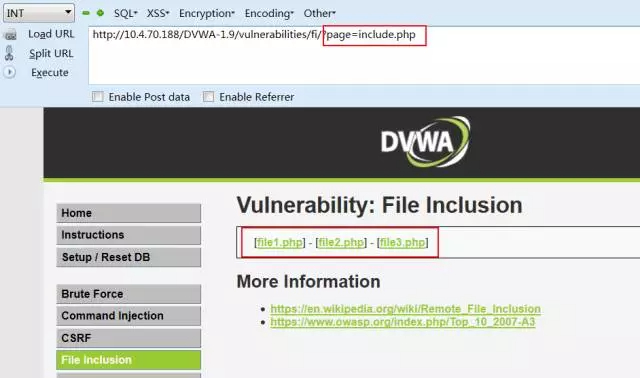 INT SQL XSS Encryption Encoding Other
Load URL http://10.4.70.188/DVWA-1.9/vulnerabilities/fi/?page=include.php
Split URL
Execute
Enable Post data Enable Referrer
DVWA
Home
Instructions
Setup / Reset DB
Brute Force
Command Injection
CSRF
File Inclusion
Vulnerability: File Inclusion
[file1.php] - [file2.php] - [file3.php]
More Information
• https://en.wikipedia.org/wiki/Remote_File_Inclusion
• https://www.owasp.org/index.php/Top_10_2007-A3